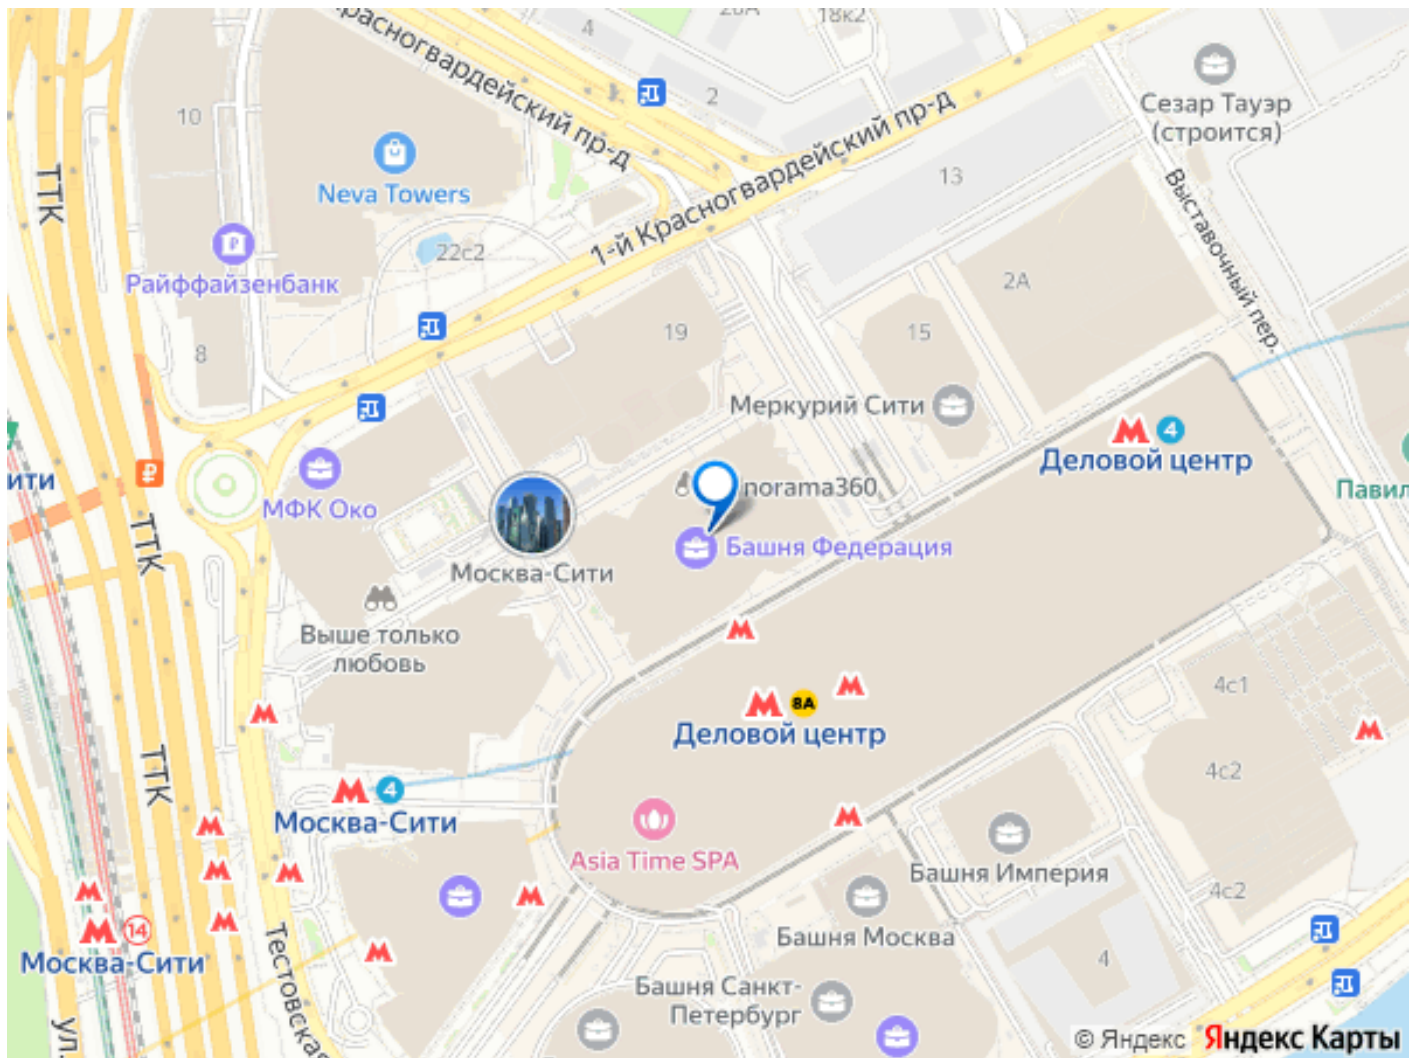 Красногвардейский пр-д
4
18к2
2
Сезар Тауэр
(строится)
10
ТТК
Neva Towers
1-й Красногвардейский пр-д
13
Выставочный пер.
22с2
Райффайзенбанк
2А
19
15
8
Меркурий Сити
4
Деловой центр
МФК Око
norama360
Башня Федерация
Москва-Сити
ТТК
Выше только
любовь
4с1
8А
Деловой центр
4с2
ТТК
4
Москва-Сити
Asia Time SPA
Башня Империя
4с2
14
Москва-Сити
Башня Москва
4
Тестовская
Башня Санкт-
Петербург
ул.
© Яндекс Яндекс Карты